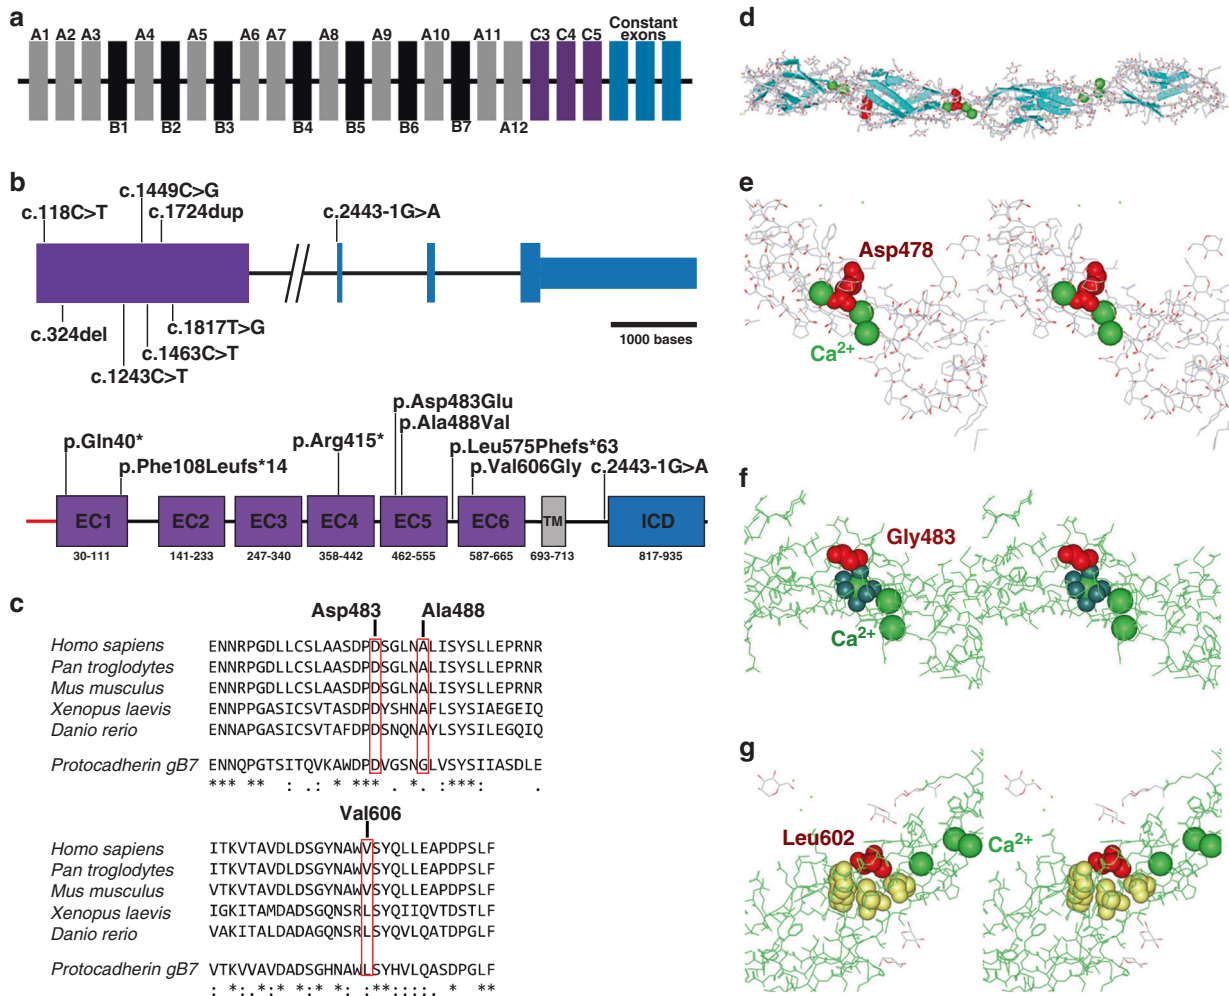 a
A1 A2 A3 A4 A5 A6 A7 A8 A9 A10 A11 C3 C4 C5 Constant exons
B1 B2 B3 B4 B5 B6 B7 A12
b
c.1449C>G
c.118C>T
c.1724dup
c.2443-1G>A
c.324del
c.1817T>G
c.1463C>T
c.1243C>T
1000 bases
p.Asp483Glu
p.Ala488Val
p.Gln40*
p.Arg415*
p.Leu575Phefs*63
p.Phe108Leufs*14
p.Val606Gly
c.2443-1G>A
EC1 EC2 EC3 EC4 EC5 EC6 TM ICD
30-111 141-233 247-340 358-442 462-555 587-665 693-713 817-935
c
Asp483 Ala488
Homo sapiens ENNRPGDLLCSLAASDPDSGLNALISYSLLEPRNR
Pan troglodytes ENNRPGDLLCSLAASDPDSGLNALISYSLLEPRNR
Mus musculus ENNRPGDLLCSLAASDPDSGLNALISYSLLEPRNR
Xenopus laevis ENNPPGASICSVTASDPDYSHNAFLSYSIAEGEIQ
Danio rerio ENNAPGASICSVTAFDPDSNQNAYLSYSILEGQIQ
Protocadherin gB7 ENNQPGTSITQVKAWDPDVGSNGLVSYSIIASDLE
*** ** : .: * *** . *. :***: .
Val606
Homo sapiens ITKVTAVDLDSGYNAWVSYQLLEAPDPSLF
Pan troglodytes ITKVTAVDLDSGYNAWVSYQLLEAPDPSLF
Mus musculus VTKVTAVDLDSGYNAWVSYQLLEAPDPSLF
Xenopus laevis IGKITAMDADSGQNSRLSYQIIQVTDSTLF
Danio rerio VAKITALDADAGQNSRLSYQVLQATDPGLF
Protocadherin gB7 VTKVVAVDADSGHNAWLSYHVLQASDPGLF
: *:.*:* *:* *: :**::::. * **
d
e
Asp478
Ca2+
f
Gly483
Ca2+
g
Leu602
Ca2+